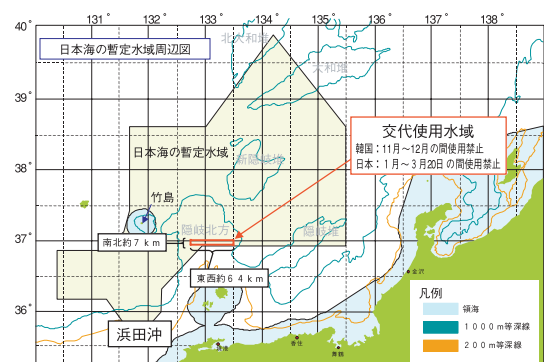 131° 132° 133° 134° 135° 136° 137° 138°
40°
日本海の暫定水域周辺図
北大和堆
大和堆
39°
交代使用水域
韓国：11月～12月の間使用禁止
日本：１月～３月20日の間使用禁止
日本海の暫定水域
新隠岐堆
38°
竹島
隠岐北方
隠岐堆
37°
南北約７ｋｍ
東西約６４ｋｍ
金沢
36°
浜田沖
香住
舞鶴
凡例
領海
１０００ｍ等深線
２００ｍ等深線